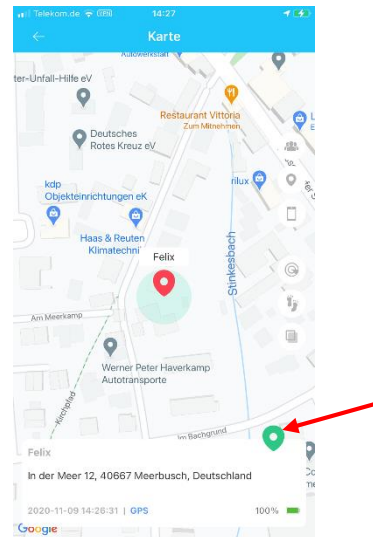 Telekom.de
14:27
Karte
Autowerkstatt
ter-Unfall-Hilfe eV
Restaurant Vittoria
Zum Mitnehmen
Deutsches
Rotes Kreuz eV
kdp
Objekteinrichtungen eK
rilux
Haas & Reuten
Klimatechni
Felix
Stinkesbach
Am Meerkamp
Werner Peter Haverkamp
Autotransporte
Kirchpfad
Im Bachgrund
Felix
In der Meer 12, 40667 Meerbusch, Deutschland
2020-11-09 14:26:31 | GPS
100%
Google